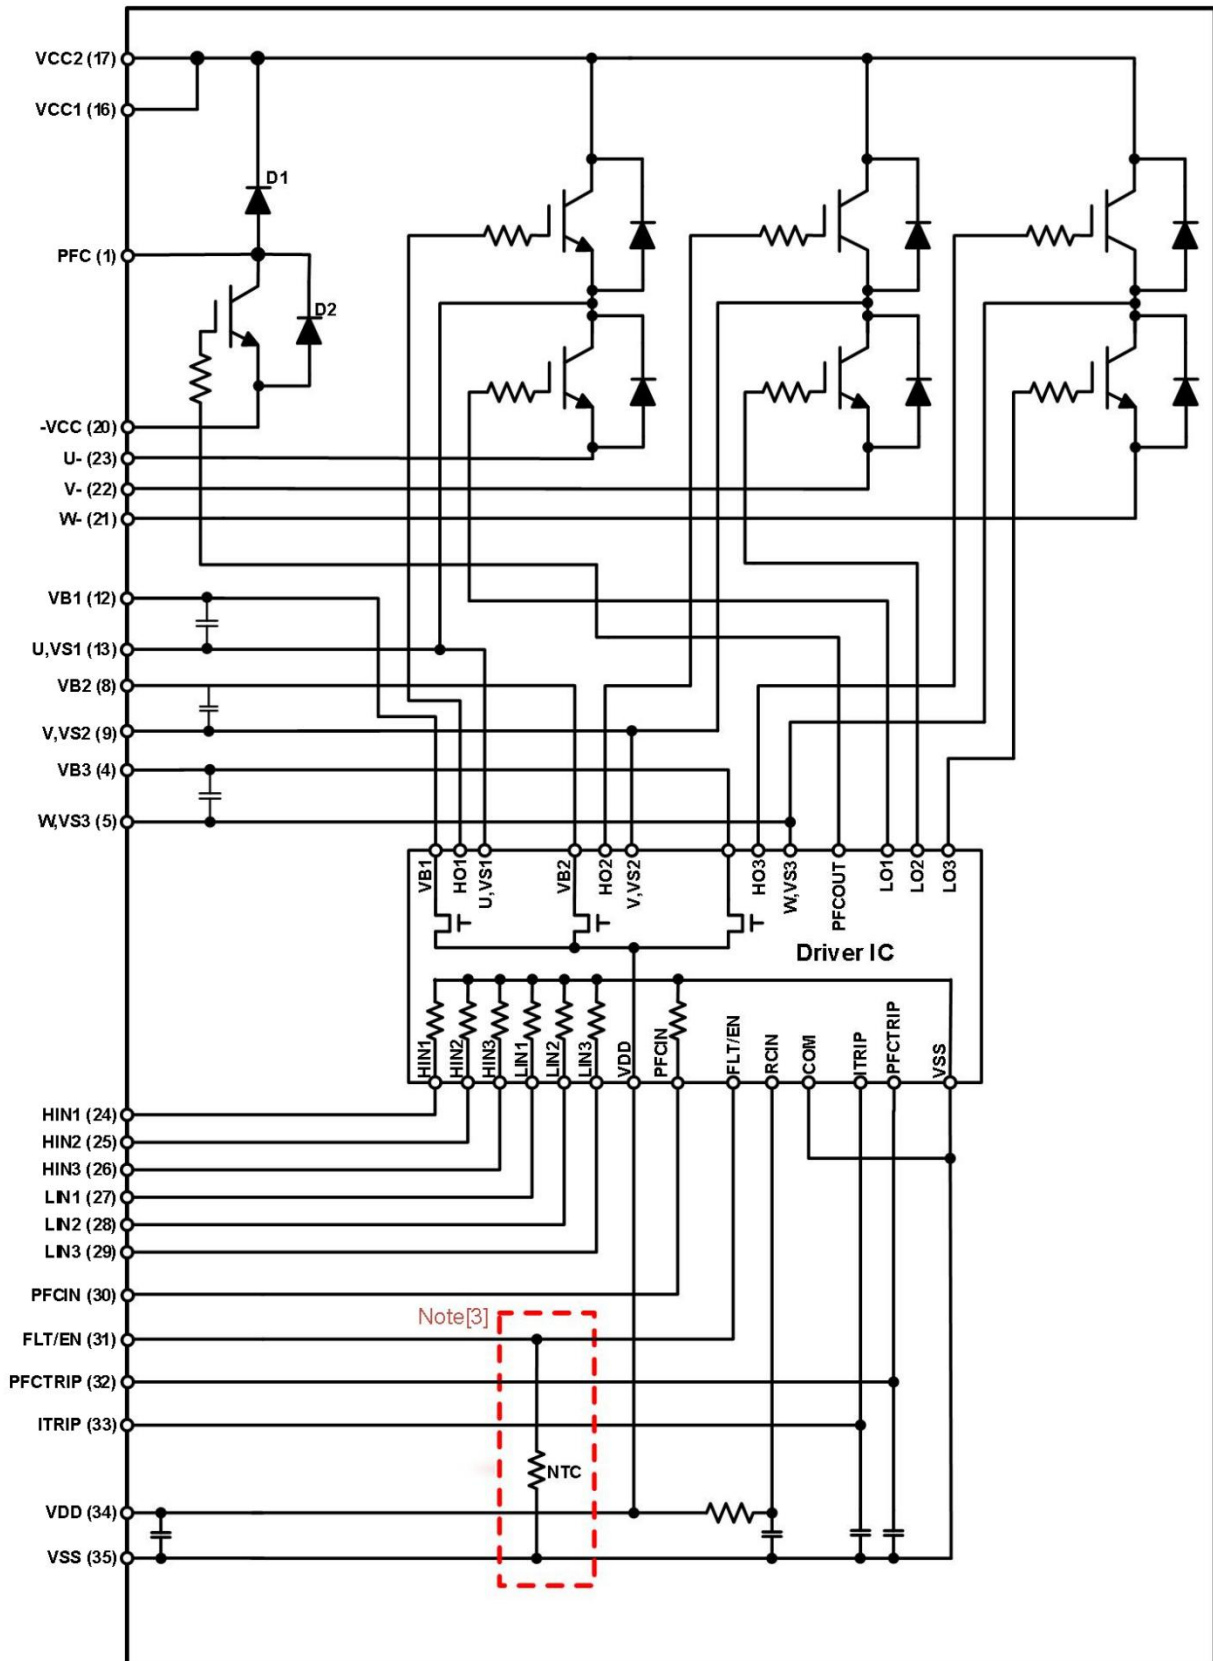 VCC2 (17)
VCC1 (16)
D1
PFC (1)
D2
-VCC (20)
U- (23)
V- (22)
W- (21)
VB1 (12)
U,VS1 (13)
VB2 (8)
V,VS2 (9)
VB3 (4)
W,VS3 (5)
VB1
HO1
U,VS1
VB2
HO2
V,VS2
HO3
W,VS3
PFCOUT
LO1
LO2
LO3
Driver IC
HIN1
HIN2
HIN3
LIN1
LIN2
LIN3
VDD
PFCIN
FLT/EN
RCIN
COM
ITRIP
PFCTRIP
VSS
HIN1 (24)
HIN2 (25)
HIN3 (26)
LIN1 (27)
LIN2 (28)
LIN3 (29)
PFCIN (30)
Note[3]
FLT/EN (31)
PFCTRIP (32)
ITRIP (33)
NTC
VDD (34)
VSS (35)